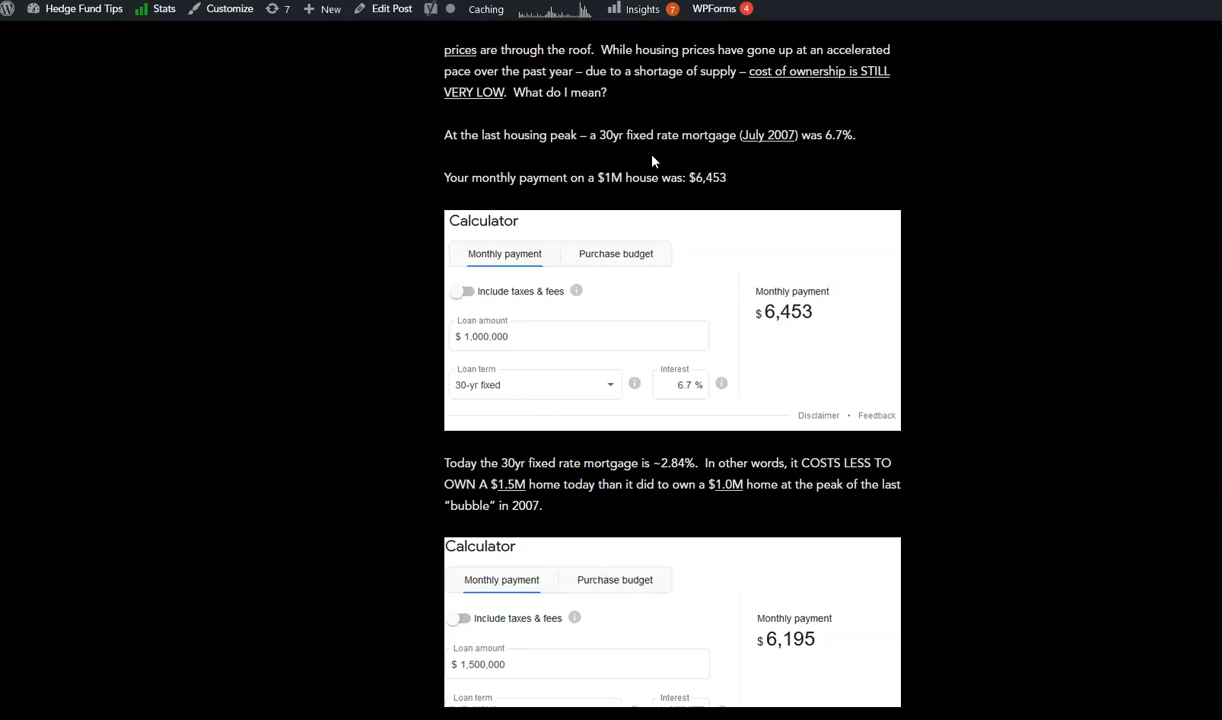 Hedge Fund Tips Stats Customize 7 New Edit Post Caching Insights 7 WPForms 4
prices are through the roof. While housing prices have gone up at an accelerated
pace over the past year – due to a shortage of supply – cost of ownership is STILL
VERY LOW. What do I mean?
At the last housing peak – a 30yr fixed rate mortgage (July 2007) was 6.7%.
Your monthly payment on a $1M house was: $6,453
Calculator
Monthly payment Purchase budget
Include taxes & fees
Monthly payment
$ 6,453
Loan amount
$ 1,000,000
Loan term Interest
30-yr fixed 6.7 %
Disclaimer • Feedback
Today the 30yr fixed rate mortgage is ~2.84%. In other words, it COSTS LESS TO
OWN A $1.5M home today than it did to own a $1.0M home at the peak of the last
“bubble” in 2007.
Calculator
Monthly payment Purchase budget
Include taxes & fees
Monthly payment
$ 6,195
Loan amount
$ 1,500,000
Loan term Interest